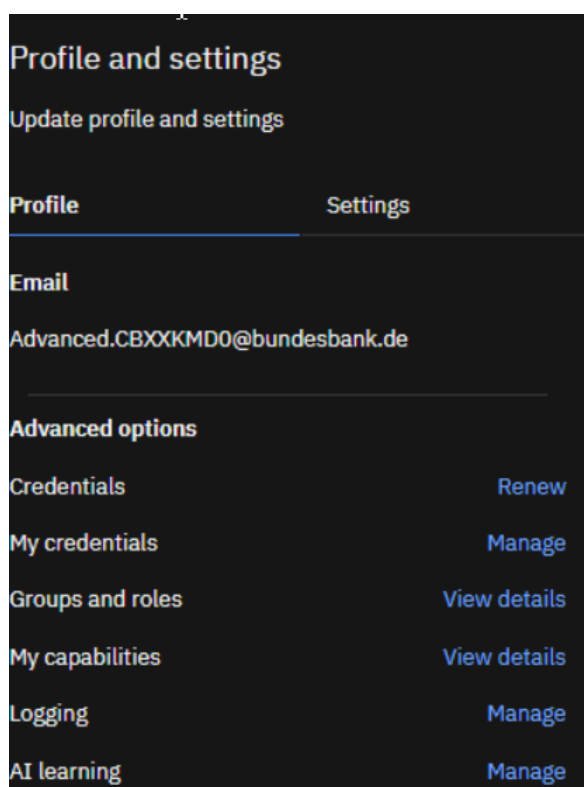 Profile and settings
Update profile and settings
Profile Settings
Email
Advanced.CBXXKMD0@bundesbank.de
Advanced options
Credentials Renew
My credentials Manage
Groups and roles View details
My capabilities View details
Logging Manage
AI learning Manage